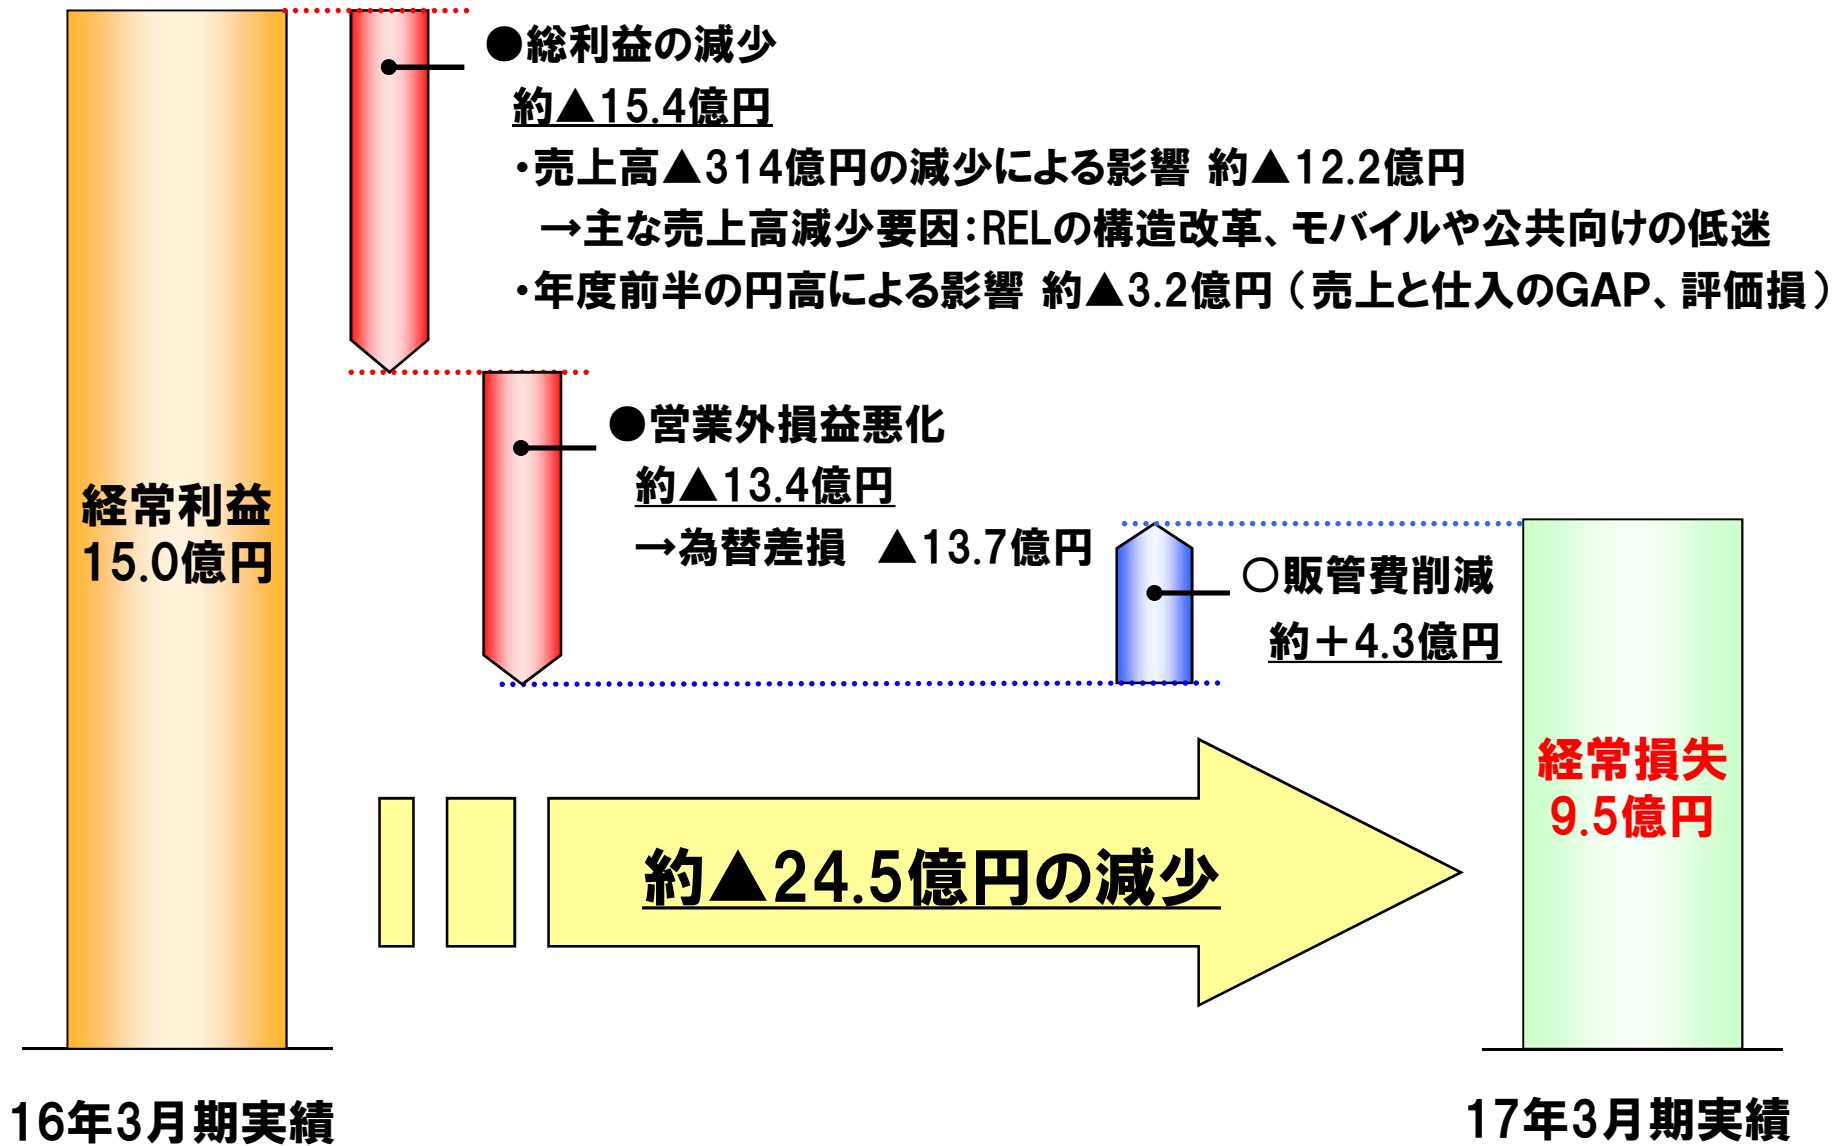 ●総利益の減少
約▲15.4億円
・売上高▲314億円の減少による影響 約▲12.2億円
→主な売上高減少要因：RELの構造改革、モバイルや公共向けの低迷
・年度前半の円高による影響 約▲3.2億円（売上と仕入のGAP、評価損）
●営業外損益悪化
約▲13.4億円
→為替差損　▲13.7億円
経常利益
15.0億円
○販管費削減
約＋4.3億円
経常損失
9.5億円
約▲24.5億円の減少
16年3月期実績
17年3月期実績